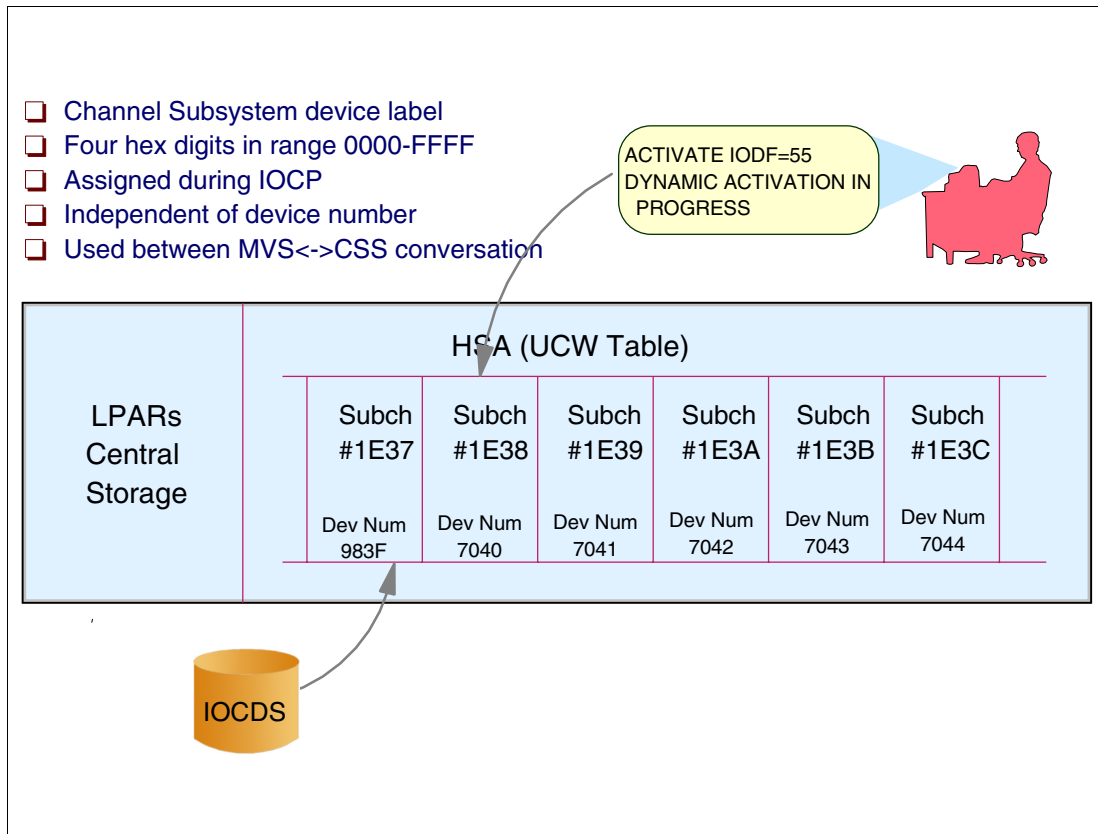 Channel Subsystem device label
Four hex digits in range 0000-FFFF
Assigned during IOCP
Independent of device number
Used between MVS<->CSS conversation
ACTIVATE IODF=55
DYNAMIC ACTIVATION IN
PROGRESS
HSA (UCW Table)
LPARs
Central
Storage
Subch
#1E37
Dev Num
983F
Subch
#1E38
Dev Num
7040
Subch
#1E39
Dev Num
7041
Subch
#1E3A
Dev Num
7042
Subch
#1E3B
Dev Num
7043
Subch
#1E3C
Dev Num
7044
IOCDS